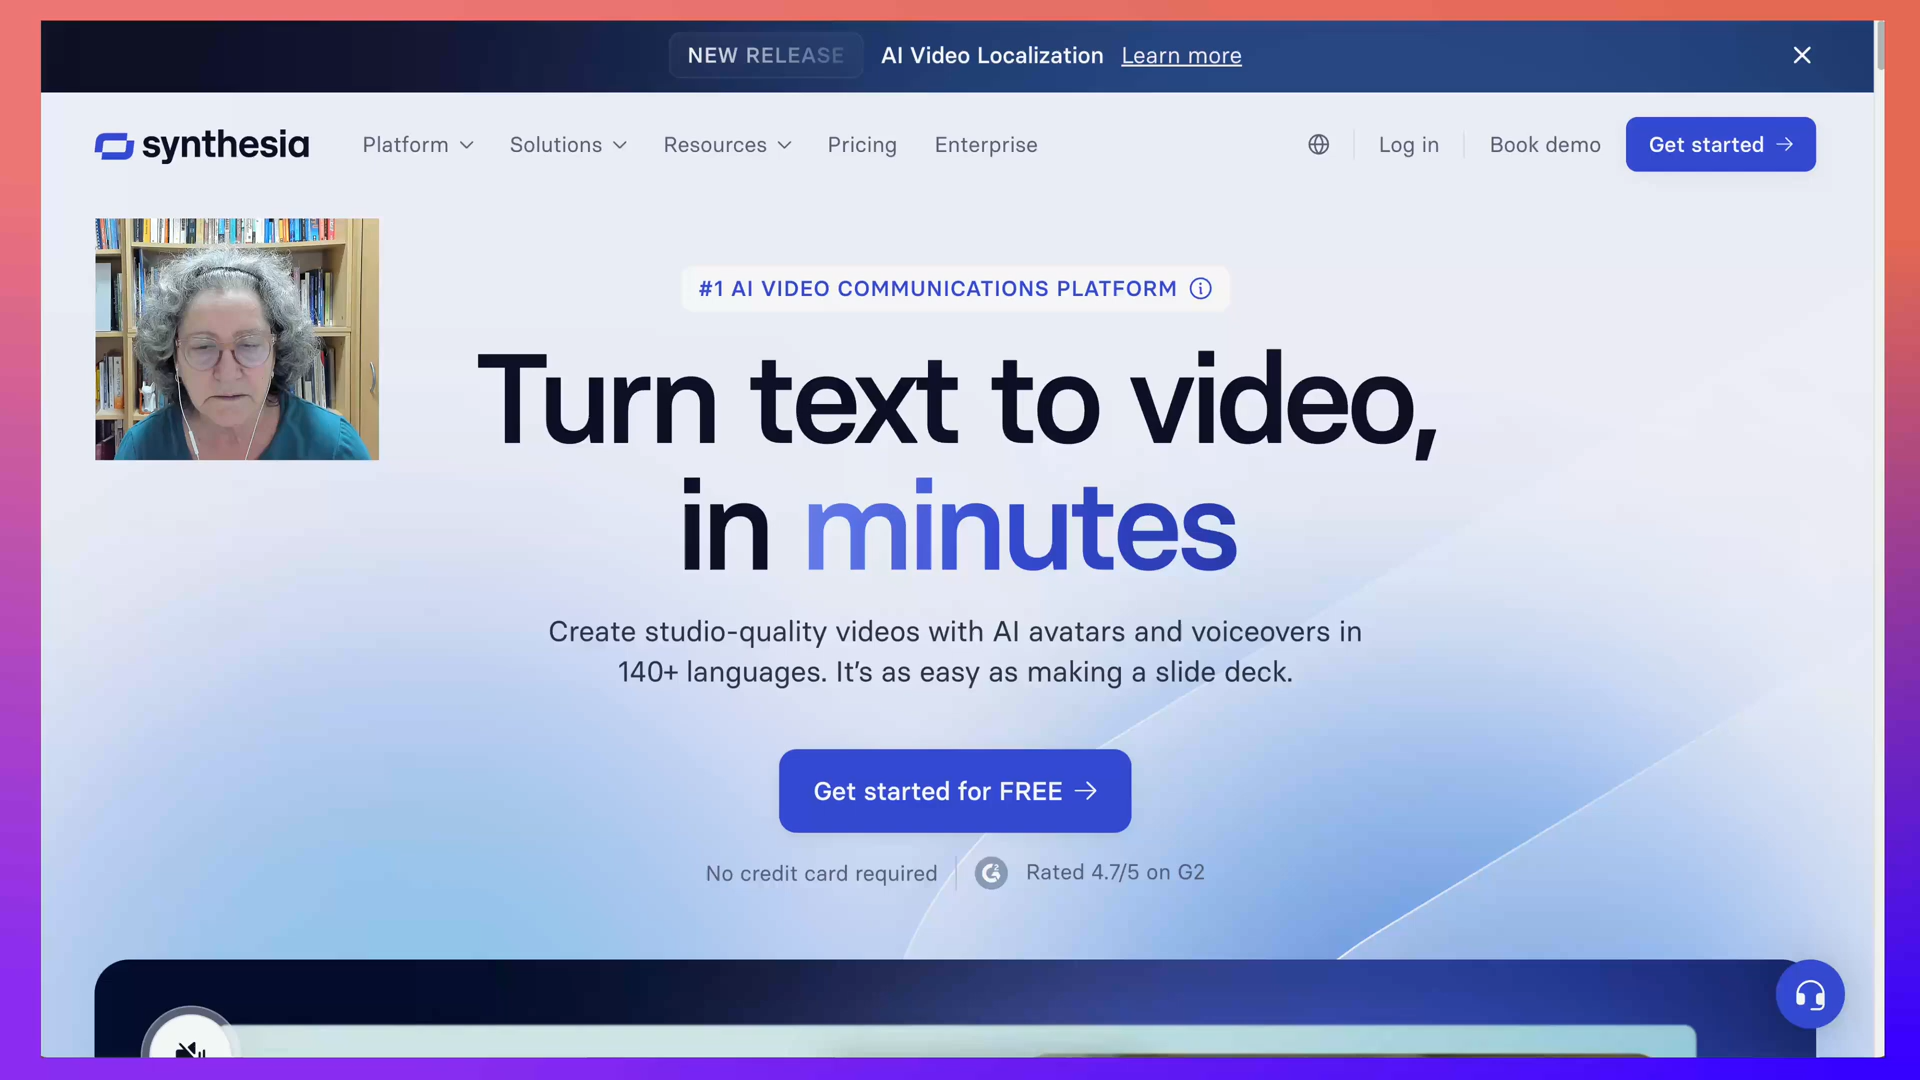 NEW RELEASE AI Video Localization Learn more
synthesia Platform Solutions Resources Pricing Enterprise Log in Book demo Get started
#1 AI VIDEO COMMUNICATIONS PLATFORM
Turn text to video,
in minutes
Create studio-quality videos with AI avatars and voiceovers in
140+ languages. It's as easy as making a slide deck.
Get started for FREE
No credit card required Rated 4.7/5 on G2